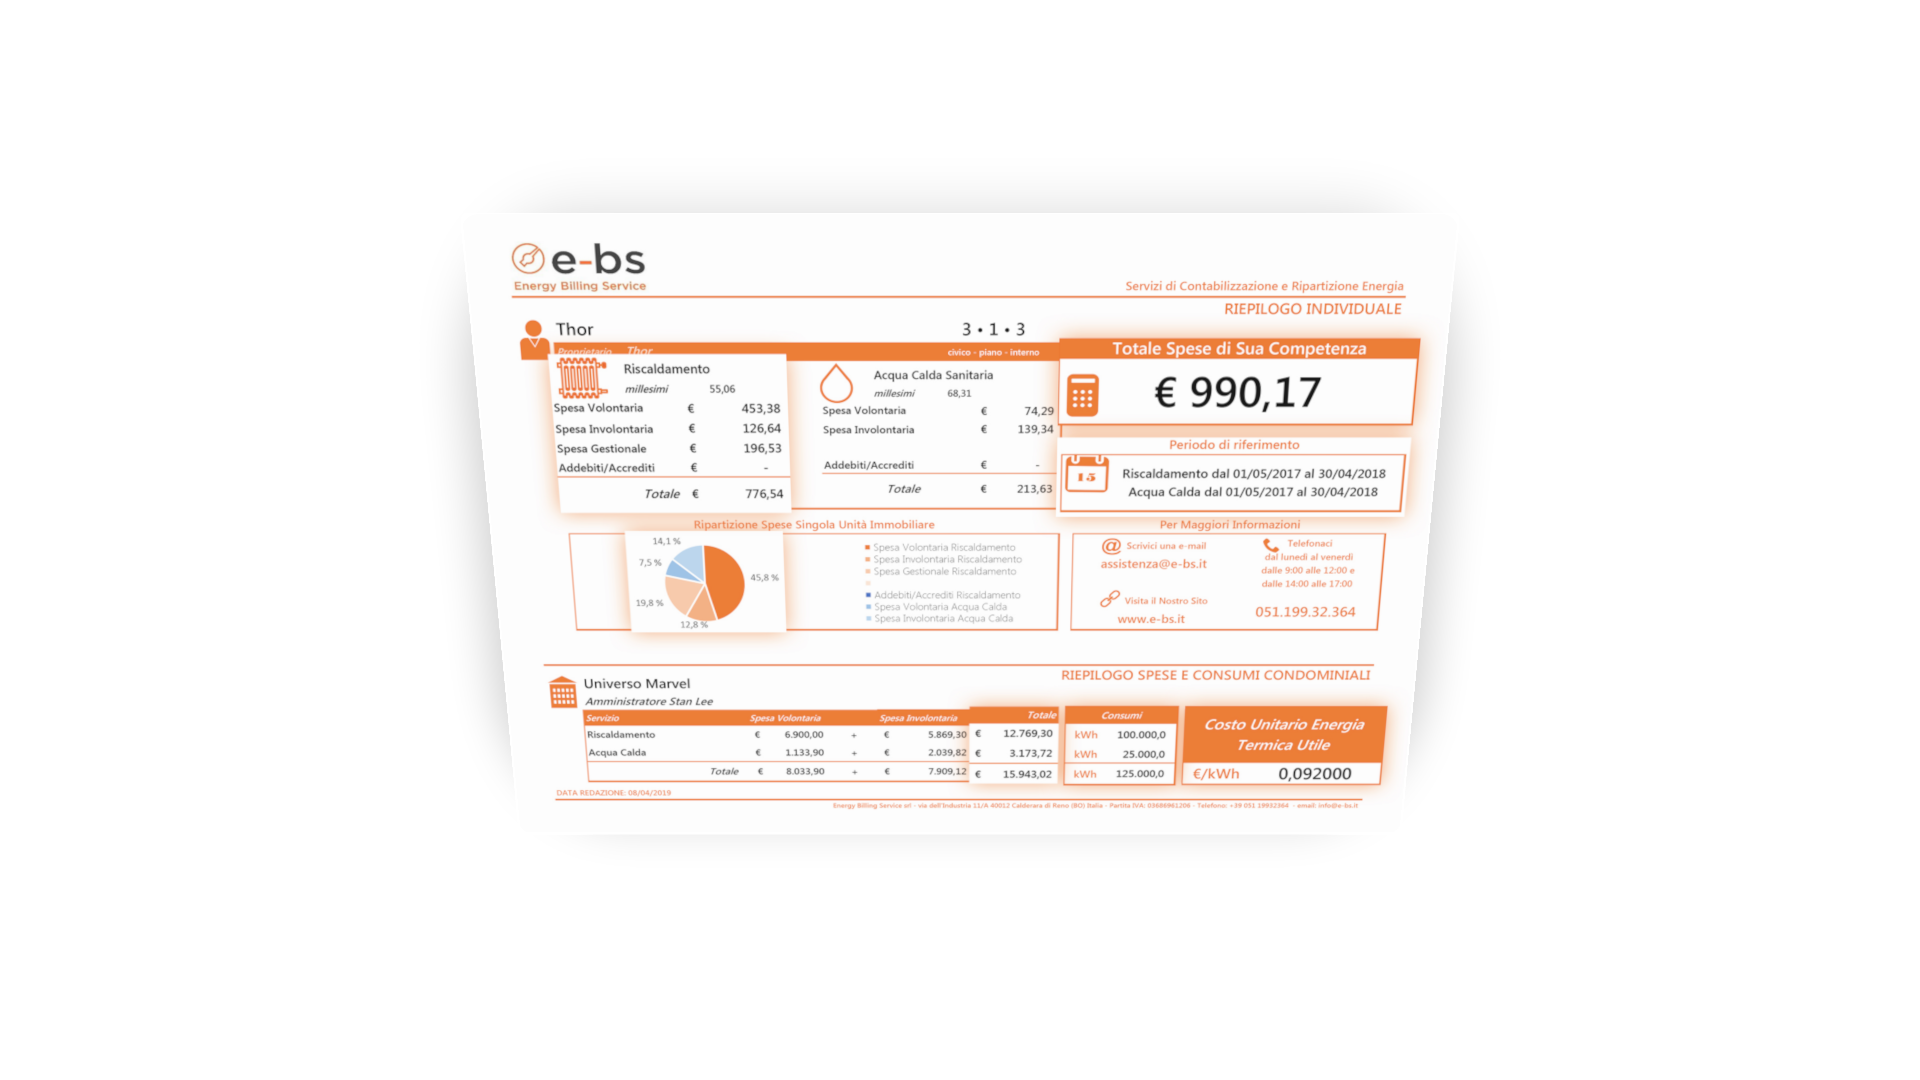 e-bs
Energy Billing Service
Servizi di Contabilizzazione e Ripartizione Energia
RIEPILOGO INDIVIDUALE
Thor
3 • 1 • 3
Proprietario Thor
civico - piano - interno
Riscaldamento
millesimi 55,06
Spesa Volontaria € 453,38
Spesa Involontaria € 126,64
Spesa Gestionale € 196,53
Addebiti/Accrediti € -
Totale € 776,54
Acqua Calda Sanitaria
millesimi 68,31
Spesa Volontaria € 74,29
Spesa Involontaria € 139,34
Addebiti/Accrediti € -
Totale € 213,63
Totale Spese di Sua Competenza
€ 990,17
Periodo di riferimento
15
Riscaldamento dal 01/05/2017 al 30/04/2018
Acqua Calda dal 01/05/2017 al 30/04/2018
Ripartizione Spese Singola Unità Immobiliare
14,1 %
7,5 %
45,8 %
19,8 %
12,8 %
Spesa Volontaria Riscaldamento
Spesa Involontaria Riscaldamento
Spesa Gestionale Riscaldamento
Addebiti/Accrediti Riscaldamento
Spesa Volontaria Acqua Calda
Spesa Involontaria Acqua Calda
Per Maggiori Informazioni
@ Scrivici una e-mail
assistenza@e-bs.it
Visita il Nostro Sito
www.e-bs.it
Telefonaci
dal lunedì al venerdì
dalle 9:00 alle 12:00 e
dalle 14:00 alle 17:00
051.199.32.364
RIEPILOGO SPESE E CONSUMI CONDOMINIALI
Universo Marvel
Amministratore Stan Lee
Servizio Spesa Volontaria Spesa Involontaria Totale Consumi
Riscaldamento € 6.900,00 + € 5.869,30 € 12.769,30 kWh 100.000,0
Acqua Calda € 1.133,90 + € 2.039,82 € 3.173,72 kWh 25.000,0
Totale € 8.033,90 + € 7.909,12 € 15.943,02 kWh 125.000,0
Costo Unitario Energia
Termica Utile
€/kWh 0,092000
DATA REDAZIONE: 08/04/2019
Energy Billing Service srl - via dell'Industria 11/A 40012 Calderara di Reno (BO) Italia - Partita IVA: 03686961206 - Telefono: +39 051 19932364 - email: info@e-bs.it